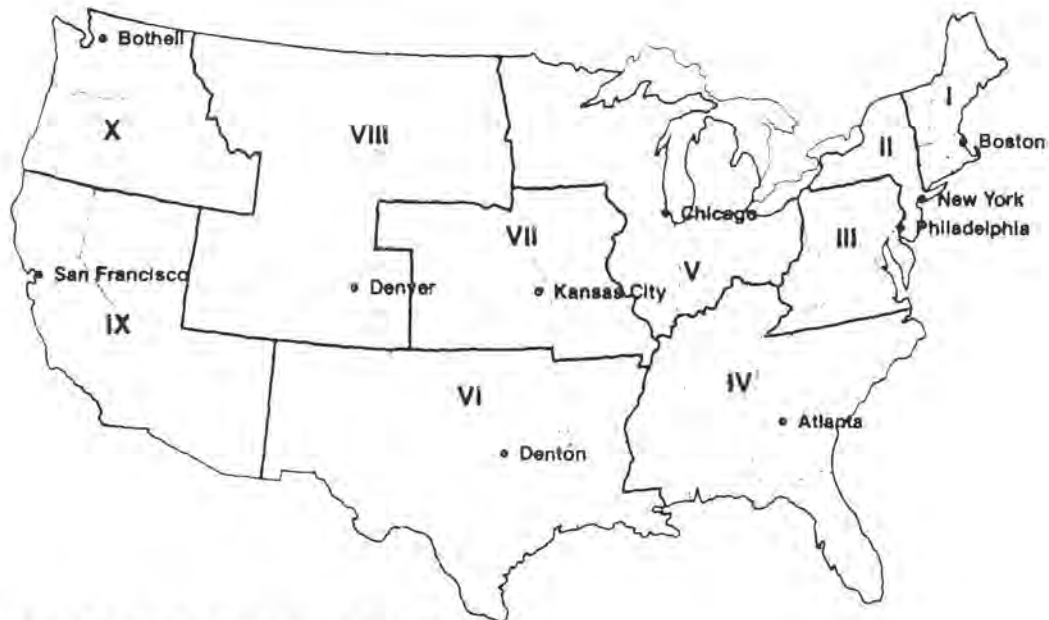 Bothell
I
X
VIII
II
Boston
New York
Chicago
Philadelphia
VII
III
V
San Francisco
Denver
Kansas City
IX
IV
VI
Atlanta
Denton